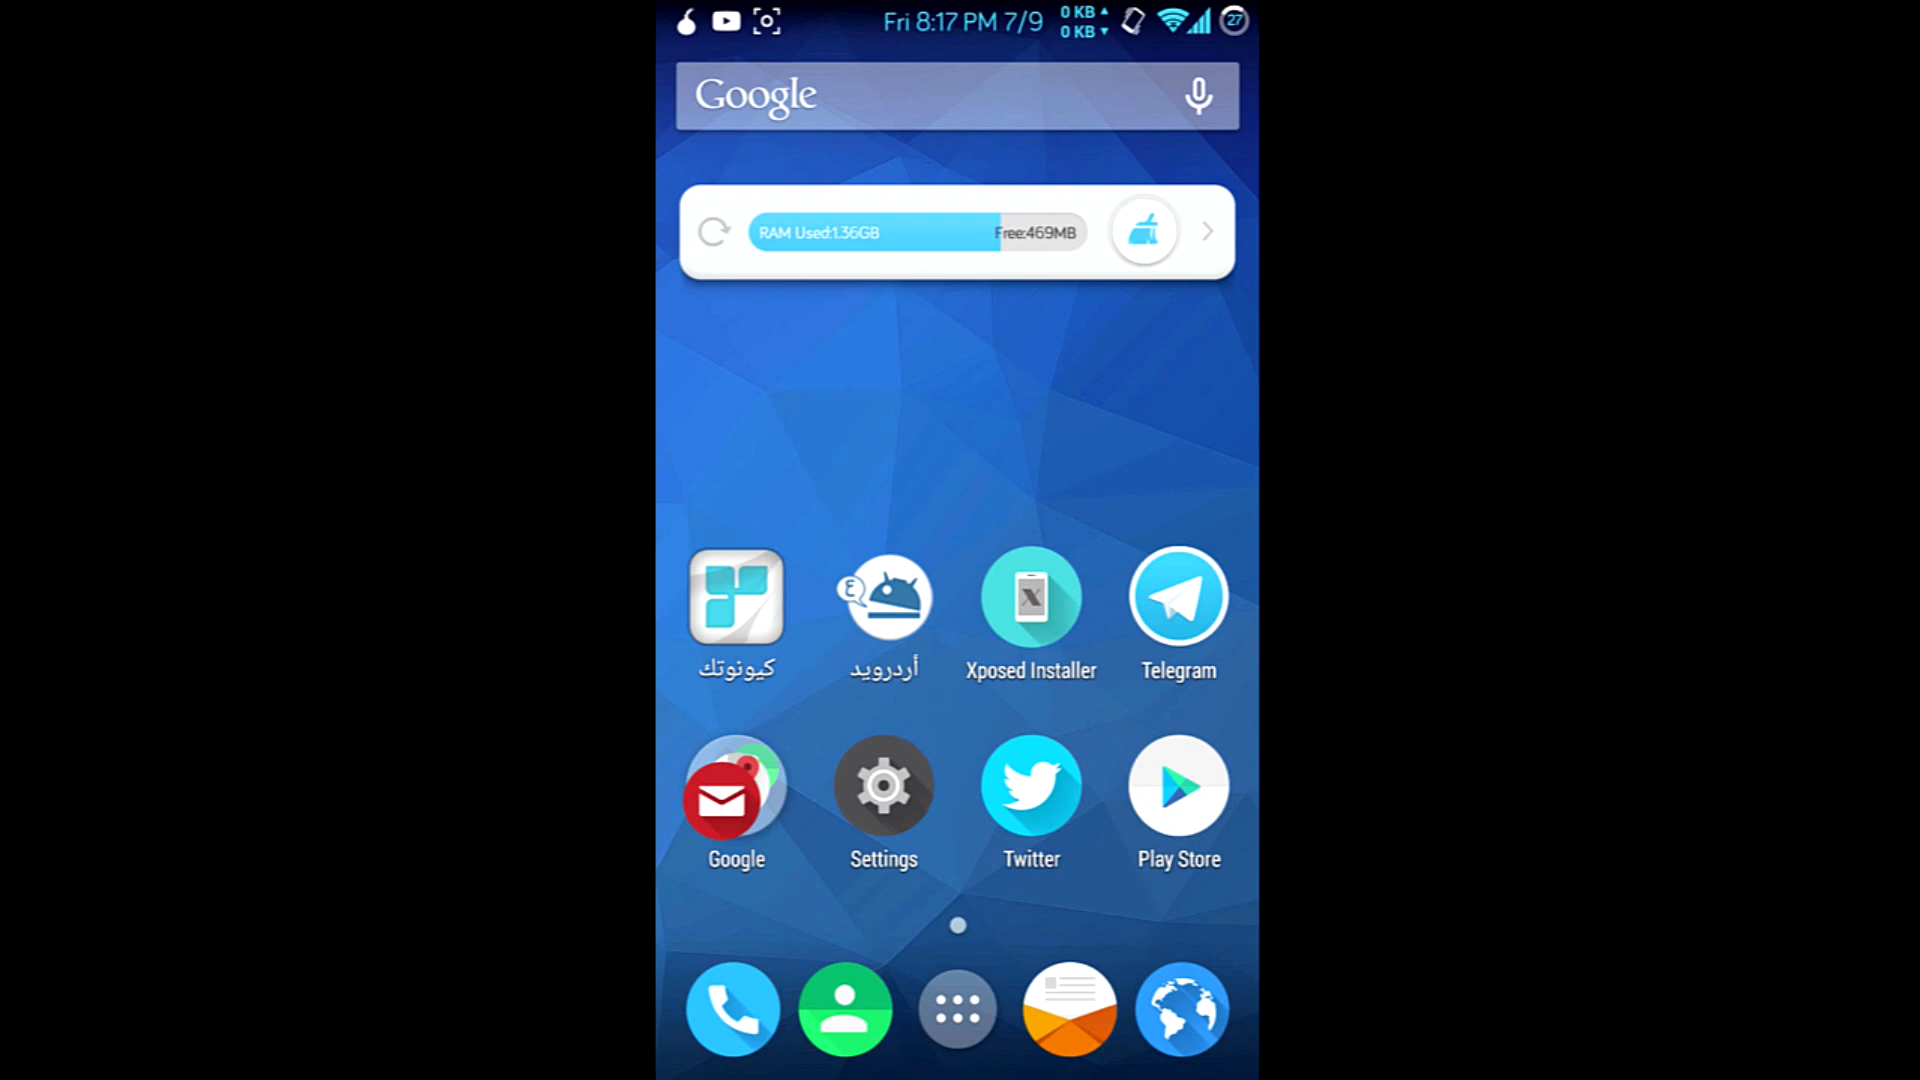 Fri 8:17 PM 7/9
0 KB
0 KB
27
Google
RAM Used:1.36GB
Free:469MB
ع
X
كيونوتك
أردرويد
Xposed Installer
Telegram
Google
Settings
Twitter
Play Store